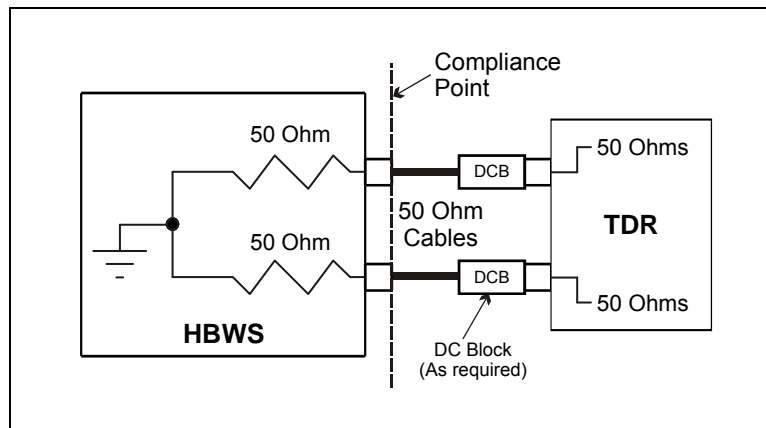 Compliance
Point
50 Ohm
DCB
50 Ohms
50 Ohm
50 Ohm
Cables
TDR
DCB
50 Ohms
HBWS
DC Block
(As required)